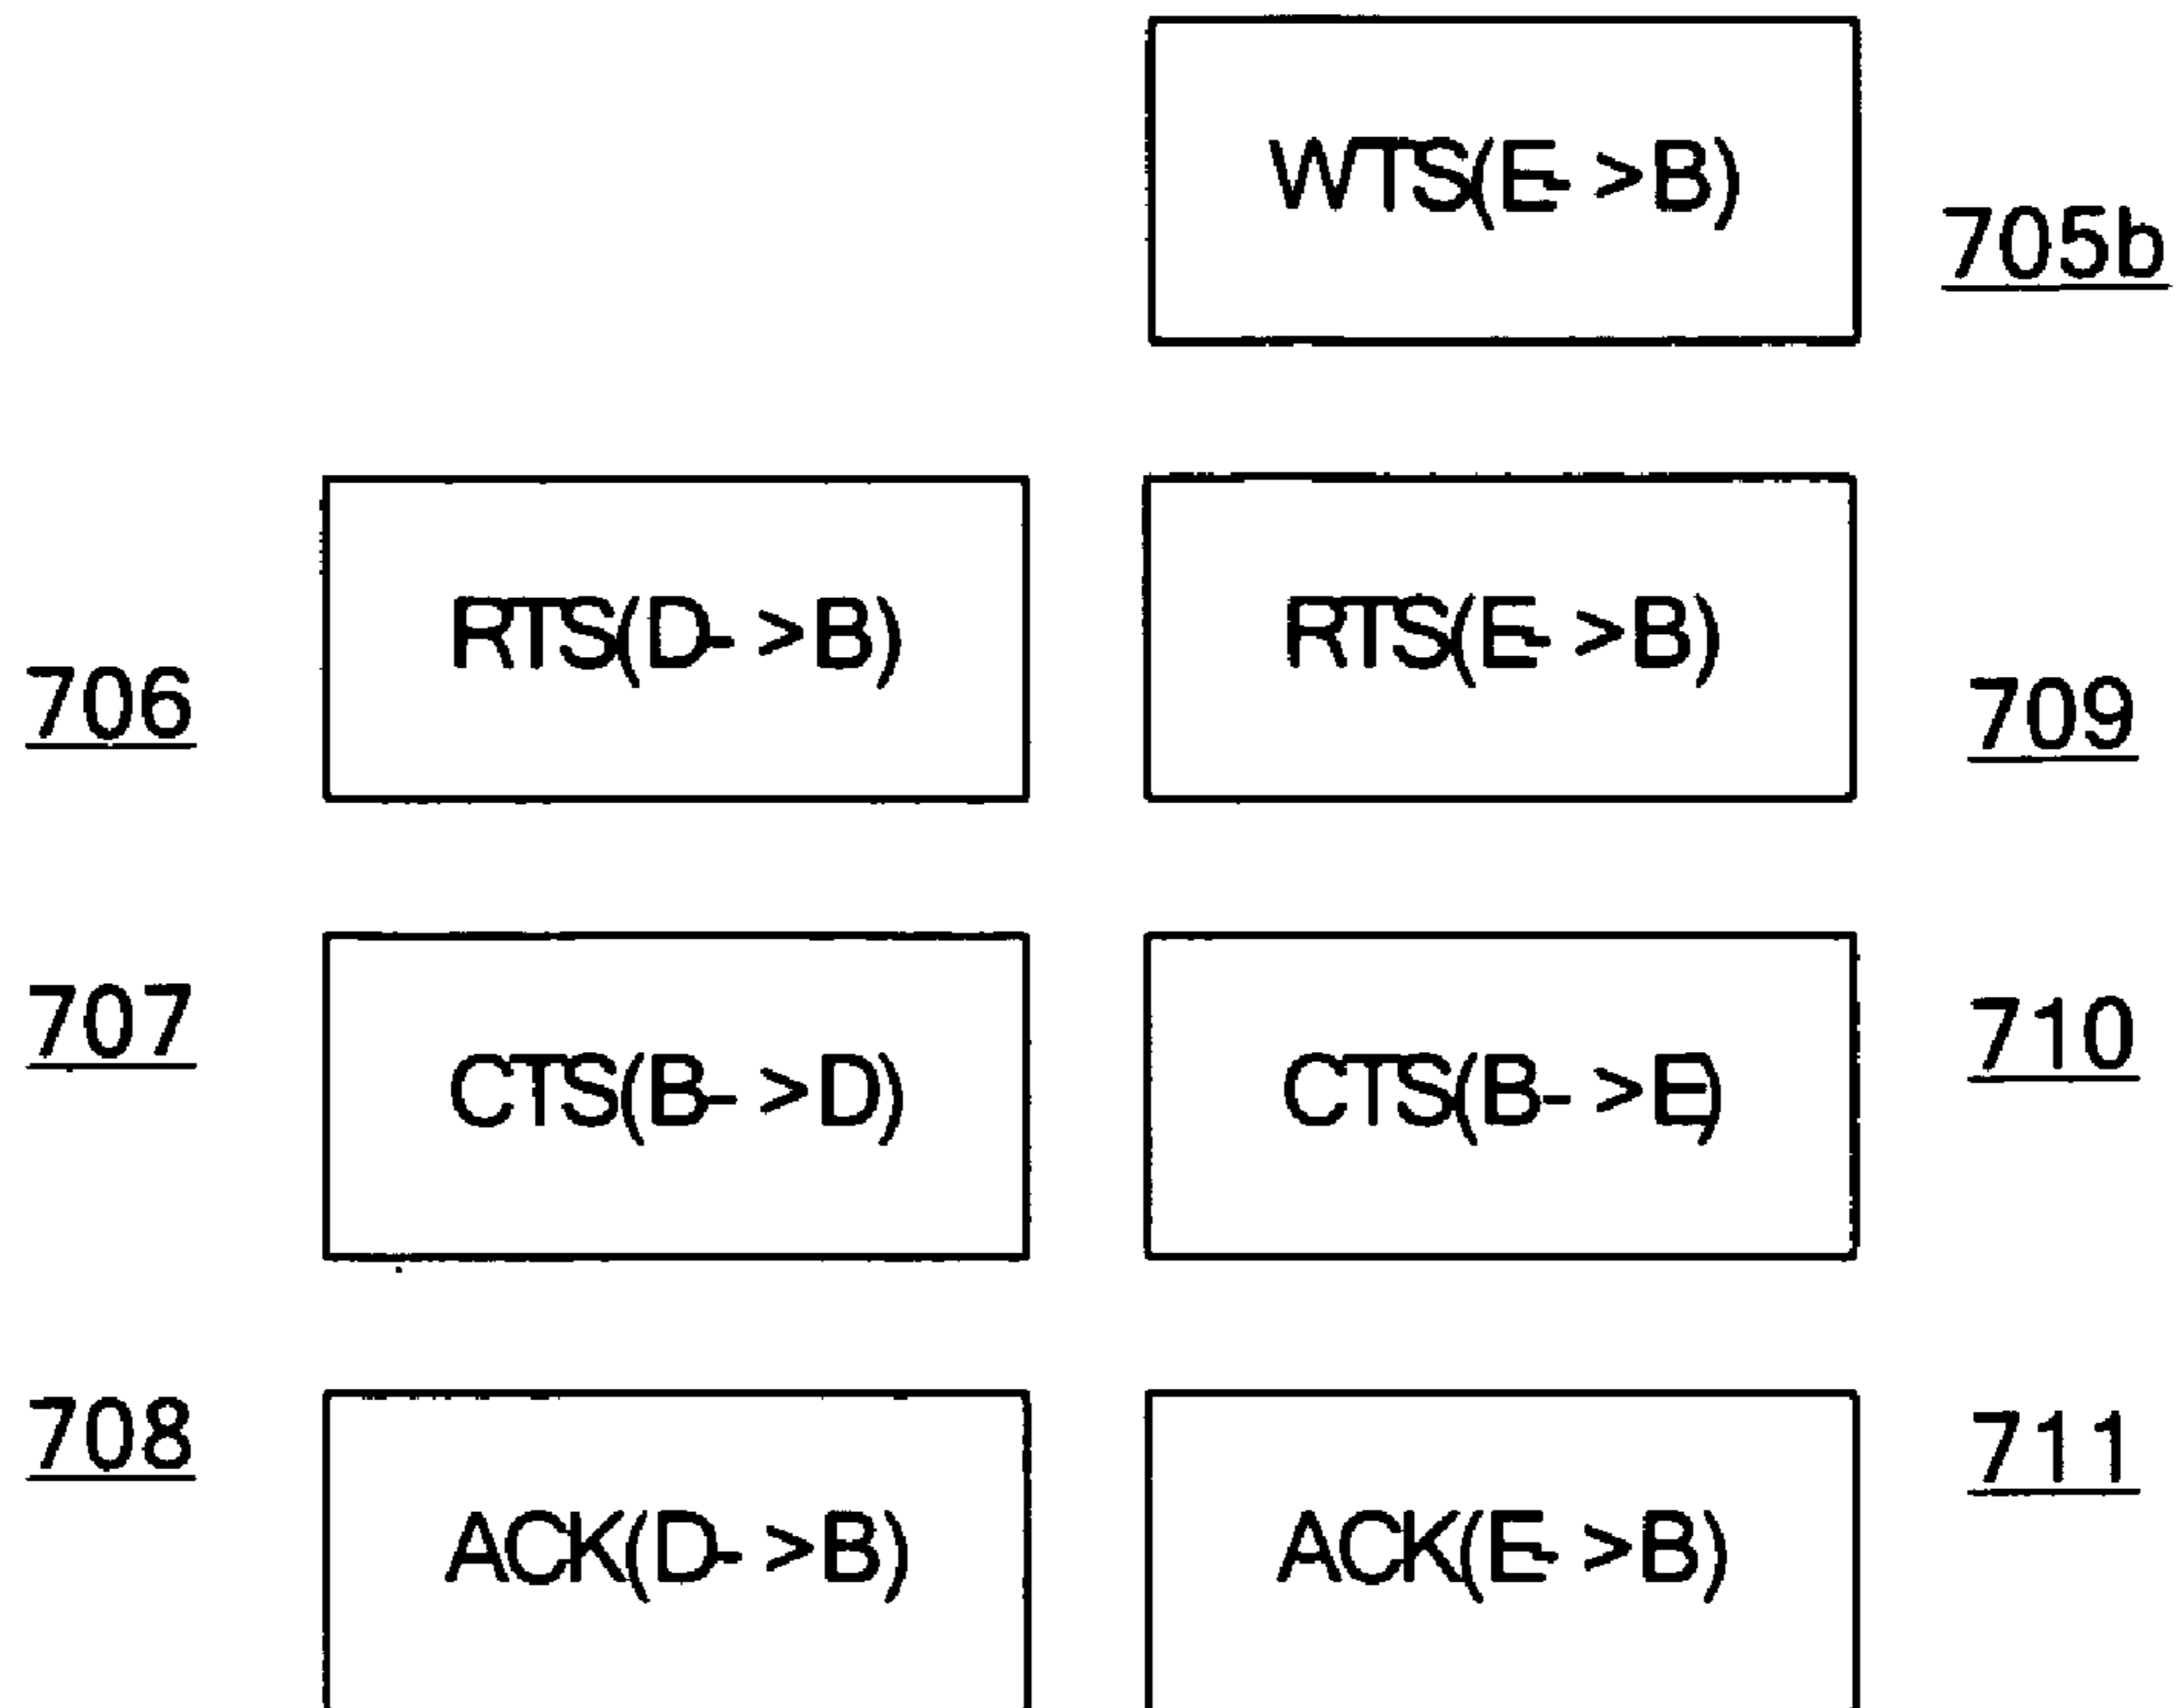 WTS(E->B)
705b
RTS(D->B)
RTS(E->B)
706
709
CTS(B->D)
CTS(B->E)
707
710
708
711
ACK(D->B)
ACK(E->B)